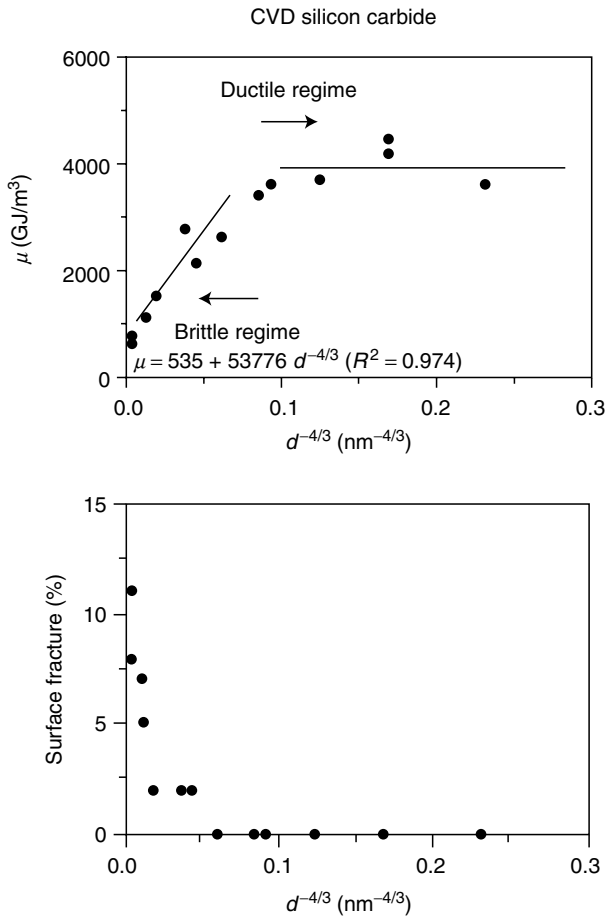 CVD silicon carbide
6000
Ductile regime
4000
μ (GJ/m³)
2000
Brittle regime
μ = 535 + 53776 d⁻⁴/³ (R² = 0.974)
0
0.0 0.1 0.2 0.3
d⁻⁴/³ (nm⁻⁴/³)
15
10
Surface fracture (%)
5
0
0.0 0.1 0.2 0.3
d⁻⁴/³ (nm⁻⁴/³)